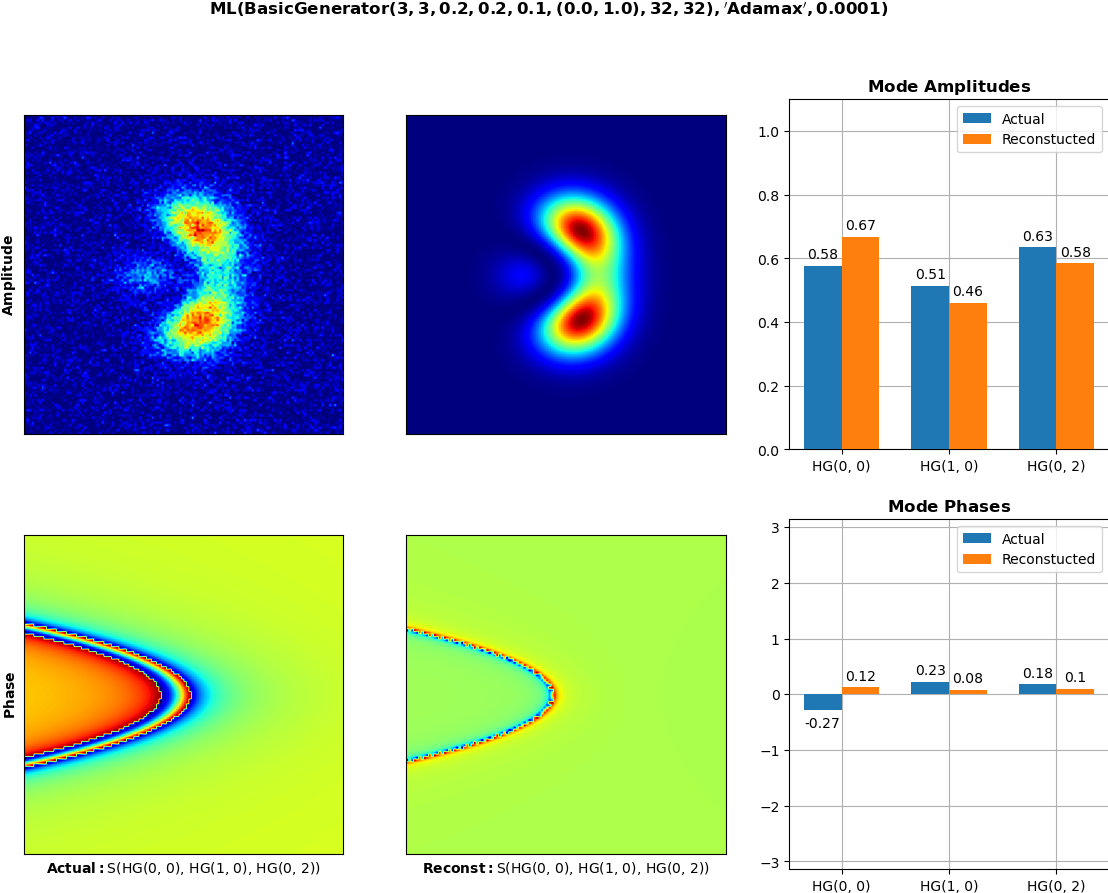 ML(BasicGenerator(3, 3, 0.2, 0.2, 0.1, (0.0, 1.0), 32, 32), 'Adamax', 0.0001)
Amplitude
Mode Amplitudes
Actual
Reconstucted
1.0
0.8
0.6
0.4
0.2
0.0
0.58
0.67
0.51
0.46
0.63
0.58
HG(0, 0)
HG(1, 0)
HG(0, 2)
Phase
Actual: S(HG(0, 0), HG(1, 0), HG(0, 2))
Reconst: S(HG(0, 0), HG(1, 0), HG(0, 2))
Mode Phases
Actual
Reconstucted
3
2
1
0
−1
−2
−3
-0.27
0.12
0.23
0.08
0.18
0.1
HG(0, 0)
HG(1, 0)
HG(0, 2)